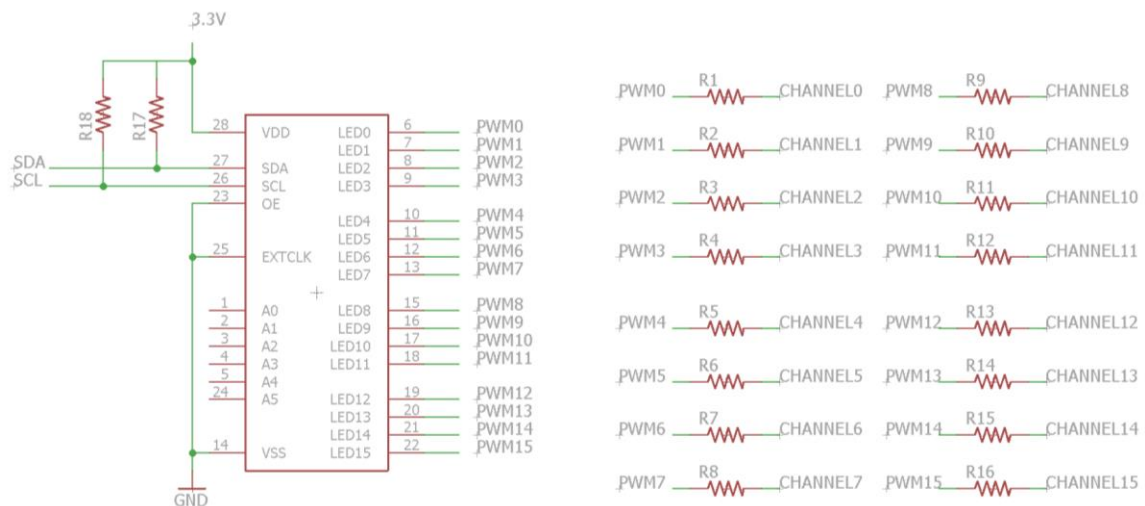 3.3V
R18
R17
SDA
SCL
28 VDD LED0 6 PWM0
LED1 7 PWM1
27 SDA LED2 8 PWM2
26 SCL LED3 9 PWM3
23 OE
LED4 10 PWM4
LED5 11 PWM5
25 EXTCLK LED6 12 PWM6
LED7 13 PWM7
1 A0 LED8 15 PWM8
2 A1 LED9 16 PWM9
3 A2 LED10 17 PWM10
4 A3 LED11 18 PWM11
5 A4
24 A5 LED12 19 PWM12
LED13 20 PWM13
LED14 21 PWM14
14 VSS LED15 22 PWM15
GND
PWM0 R1 CHANNEL0
PWM1 R2 CHANNEL1
PWM2 R3 CHANNEL2
PWM3 R4 CHANNEL3
PWM4 R5 CHANNEL4
PWM5 R6 CHANNEL5
PWM6 R7 CHANNEL6
PWM7 R8 CHANNEL7
PWM8 R9 CHANNEL8
PWM9 R10 CHANNEL9
PWM10 R11 CHANNEL10
PWM11 R12 CHANNEL11
PWM12 R13 CHANNEL12
PWM13 R14 CHANNEL13
PWM14 R15 CHANNEL14
PWM15 R16 CHANNEL15